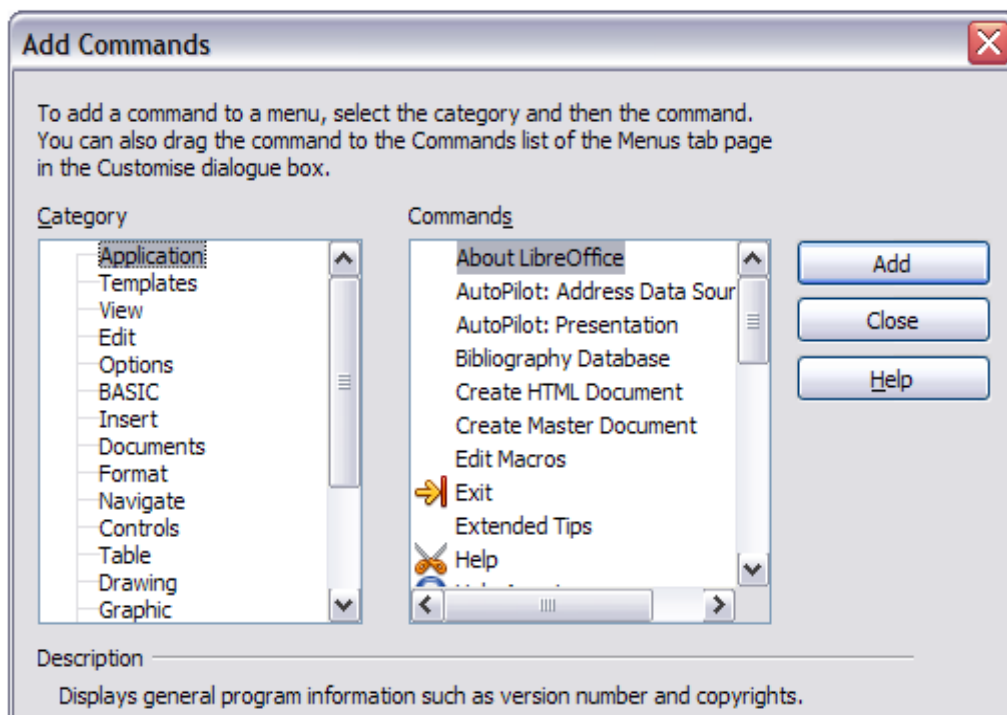 Add Commands
To add a command to a menu, select the category and then the command.
You can also drag the command to the Commands list of the Menus tab page
in the Customise dialogue box.
Category
Application
Templates
View
Edit
Options
BASIC
Insert
Documents
Format
Navigate
Controls
Table
Drawing
Graphic
Commands
About LibreOffice
AutoPilot: Address Data Sour
AutoPilot: Presentation
Bibliography Database
Create HTML Document
Create Master Document
Edit Macros
Exit
Extended Tips
Help
Add
Close
Help
Description
Displays general program information such as version number and copyrights.